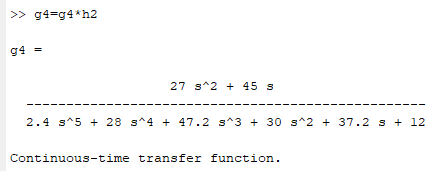 >> g4=g4*h2
g4 =
27 s^2 + 45 s
-----------------------------------------------------
2.4 s^5 + 28 s^4 + 47.2 s^3 + 30 s^2 + 37.2 s + 12
Continuous-time transfer function.